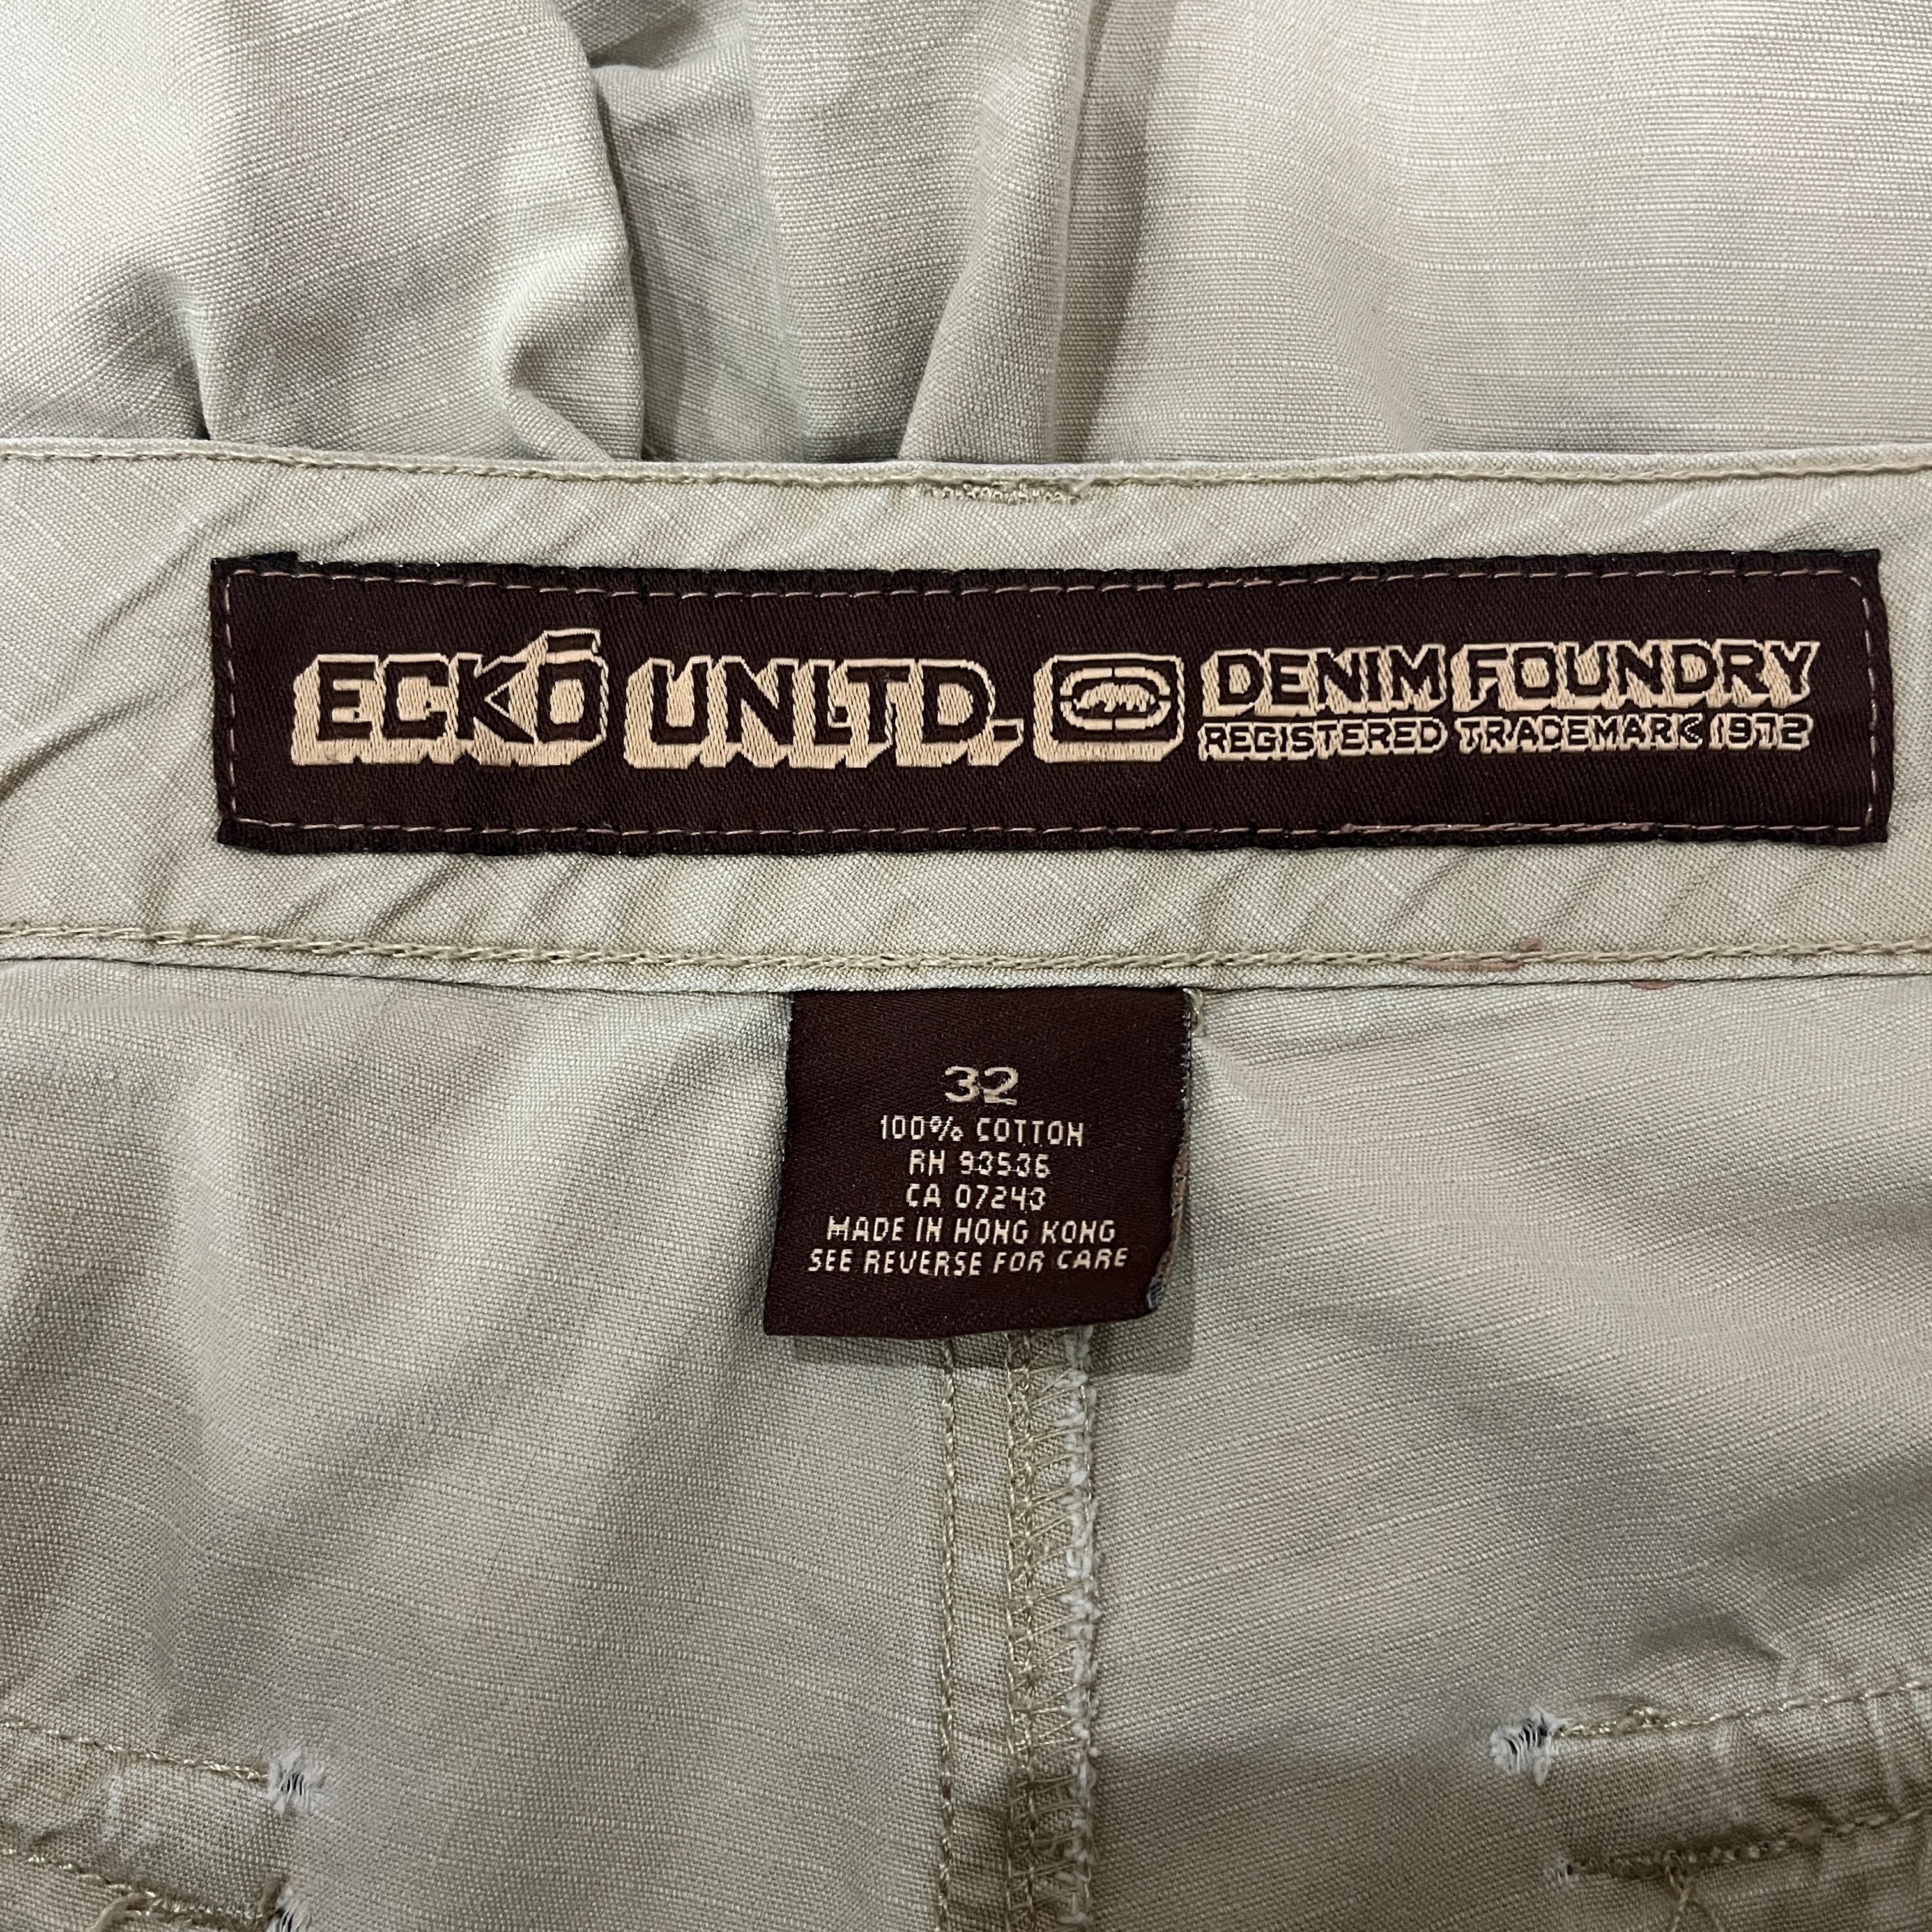 ECKŌ UNLTD. DENIM FOUNDRY
REGISTERED TRADEMARK 1972
32
100% COTTON
RN 93536
CA 07243
MADE IN HONG KONG
SEE REVERSE FOR CARE